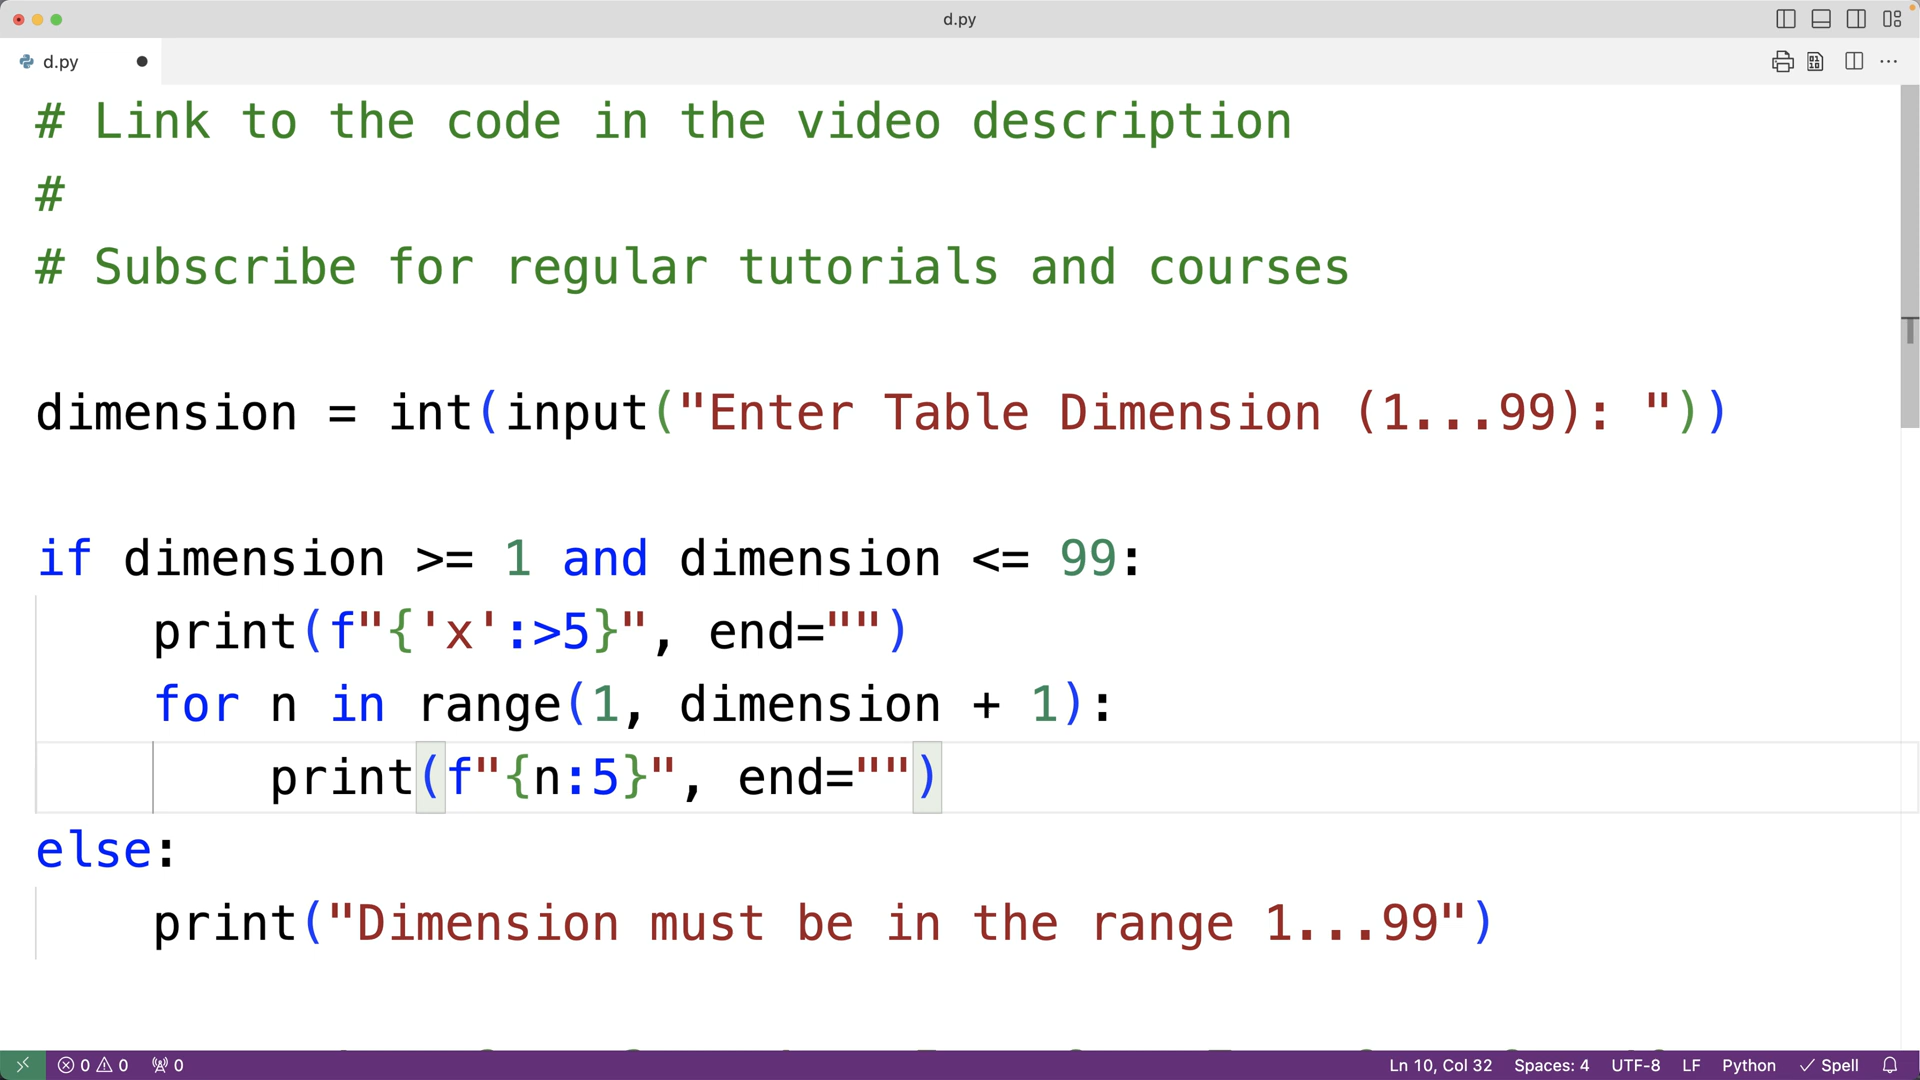 d.py
d.py
# Link to the code in the video description
#
# Subscribe for regular tutorials and courses
dimension = int(input("Enter Table Dimension (1...99): "))
if dimension >= 1 and dimension <= 99:
    print(f"{'x':>5}", end="")
    for n in range(1, dimension + 1):
        print(f"{n:5}", end="")
else:
    print("Dimension must be in the range 1...99")
0 0 0 Ln 10, Col 32 Spaces: 4 UTF-8 LF Python Spell